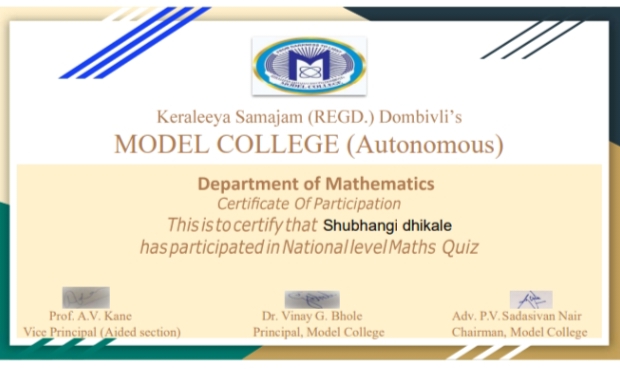 MODEL COLLEGE
Keraleeya Samajam (REGD.) Dombivli's
MODEL COLLEGE (Autonomous)
Department of Mathematics
Certificate Of Participation
This is to certify that Shubhangi dhikale
has participated in National level Maths Quiz
Prof. A.V. Kane
Vice Principal (Aided section)
Dr. Vinay G. Bhole
Principal, Model College
Adv. P.V. Sadasivan Nair
Chairman, Model College